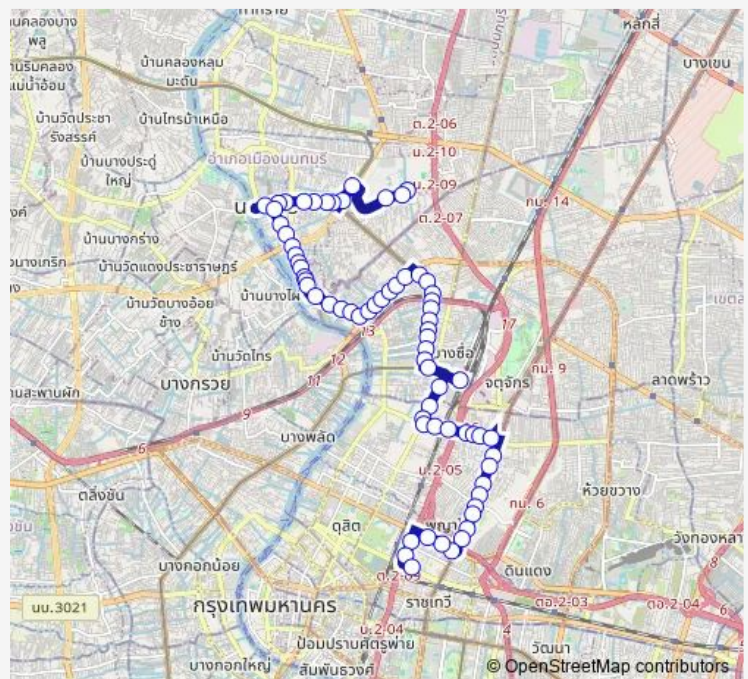 หลักสี่
พลู
บ้านคลองหลุม
มะดัน
บางเขน
บ้านวัดประชา
รังสรรค์
บ้านไทรม้าเหนือ
ต.2-06
บ้านบางประดู่
ใหญ่
อำเภอเมืองนนทบุรี
น.2-10
น.2-09
กม. 14
ต.2-07
บ้านบางกร่าง
บ้านวัดแดงประชาราษฎร์
บ้านวัดบางอ้อย
ช้าง
บ้านบางไผ่
13
17
บ้านวัดไทร
12
บางซื่อ
11
จตุจักร
กม. 9
ลาดพร้าว
บางกรวย
9
6
บางพลัด
น.2-05
ตลิ่งชัน
กม. 6
ห้วยขวาง
ดุสิต
พญา
วังทองหลา
บางกอกน้อย
ดินแดง
8
นบ.3021
กรุงเทพมหานคร
ราชเทวี
ตอ.2-03
ตอ.2-04
6
น.2-04
4
ป้อมปราบศัตรูพ่าย
วัฒนา
บางกอกใหญ่
สัมพันธวงศ์
© OpenStreetMap contributors